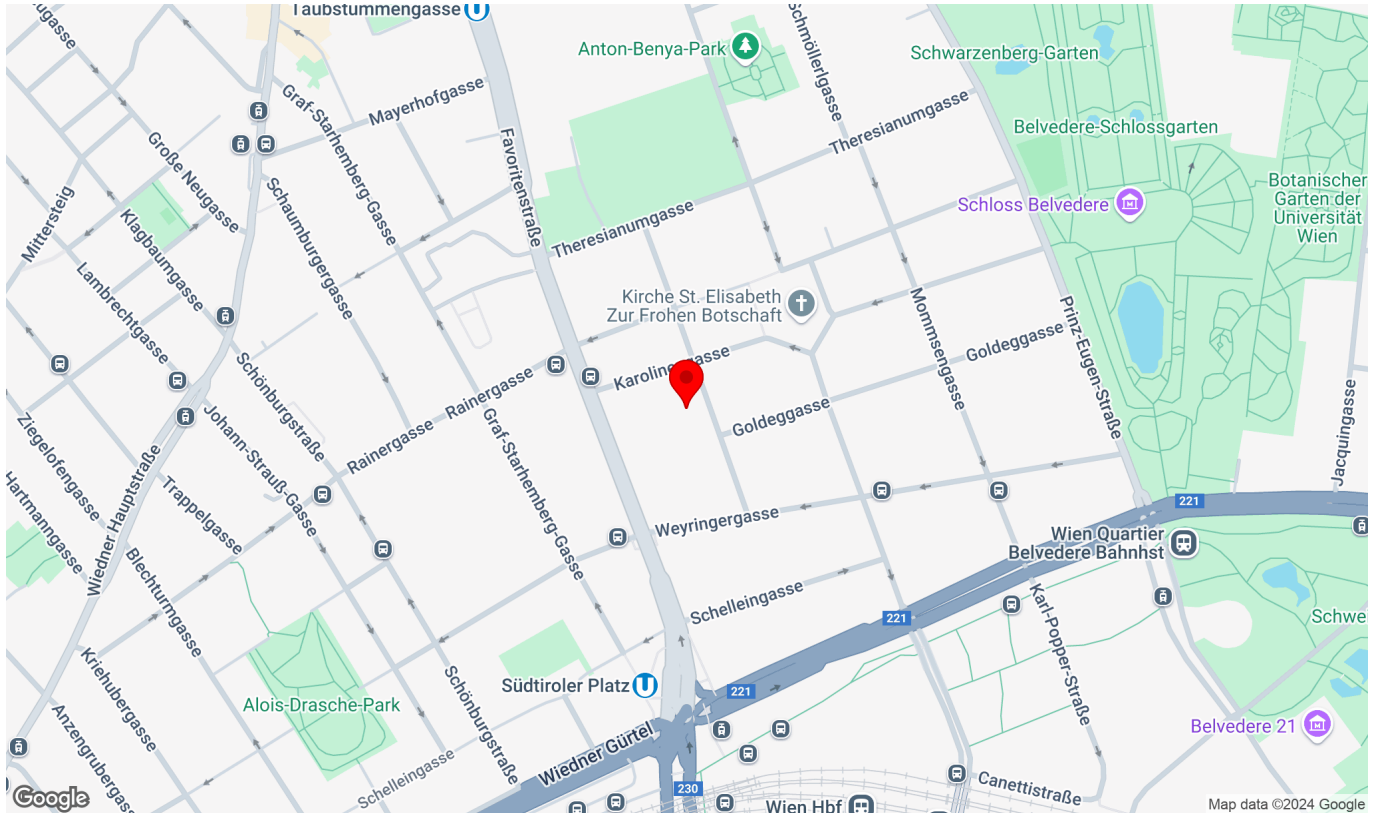 Taubstummengasse
U
Anton-Benya-Park
Schmöllerlgasse
Schwarzenberg-Garten
Mayerhofgasse
Graf-Starhemberg-Gasse
Große Neugasse
Favoritenstraße
Theresianumgasse
Belvedere-Schlossgarten
Botanischer
Garten der
Universität
Wien
Schloss Belvedere
Mittersteig
Klagbaumgasse
Schaumburgergasse
Theresianumgasse
Lambrechtgasse
Kirche St. Elisabeth
Zur Frohen Botschaft
Mommsengasse
Prinz-Eugen-Straße
Goldeggasse
Rainergasse
Schönburgstraße
Jacquingasse
Goldeggasse
Rainergasse
Johann-Strauß-Gasse
Graf-Starhemberg-Gasse
Ziegelofengasse
Wiedner Hauptstraße
Trappelgasse
Hartmanngasse
221
Weyringergasse
Wien Quartier
Belvedere Bahnhst
Blechturmgasse
Schelleingasse
221
Karl-Popper-Straße
Schwei
Kriehubergasse
Schönburgstraße
Südtiroler Platz
U
221
Alois-Drasche-Park
Belvedere 21
Anzengrubergasse
Wiedner Gürtel
Schelleingasse
230
Canettistraße
Wien Hbf
Google
Map data ©2024 Google